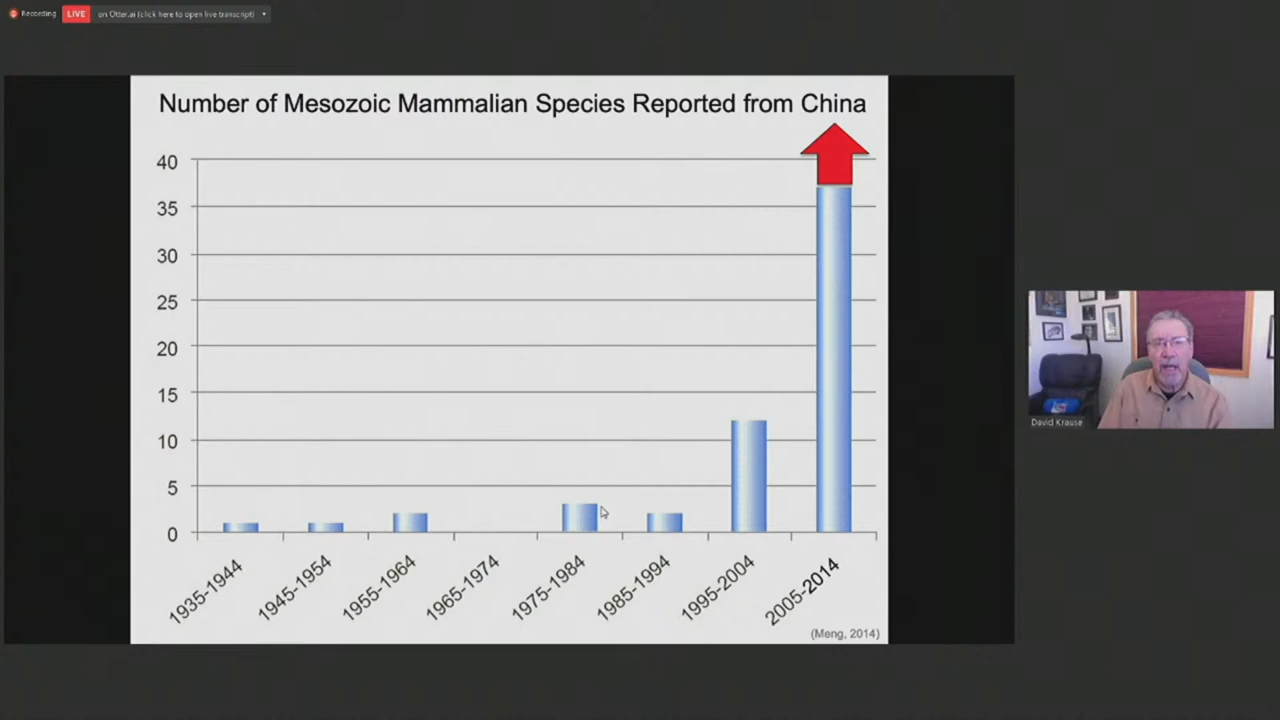 Recording LIVE on Otter.ai (click here to open live transcript)
Number of Mesozoic Mammalian Species Reported from China
40
35
30
25
20
15
10
5
0
1935-1944 1945-1954 1955-1964 1965-1974 1975-1984 1985-1994 1995-2004 2005-2014
(Meng, 2014)
David Krause